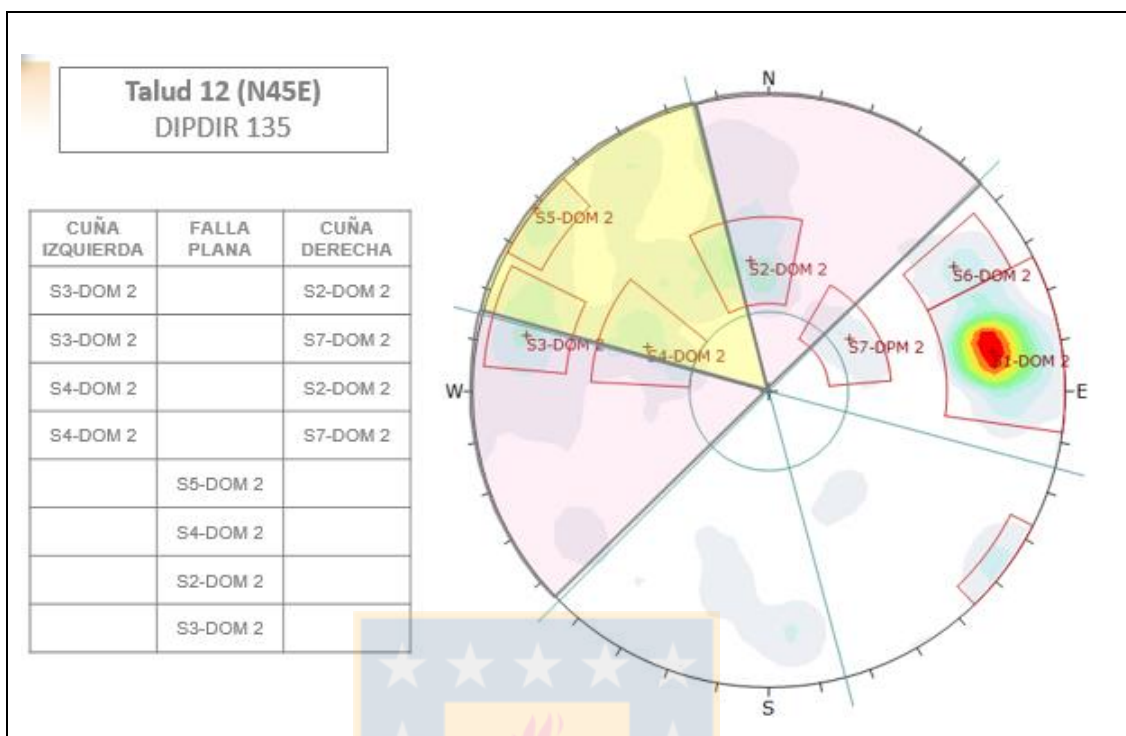 Talud 12 (N45E)
DIPDIR 135
CUÑA IZQUIERDA	FALLA PLANA	CUÑA DERECHA
S3-DOM 2		S2-DOM 2
S3-DOM 2		S7-DOM 2
S4-DOM 2		S2-DOM 2
S4-DOM 2		S7-DOM 2
S5-DOM 2
S4-DOM 2
S2-DOM 2
S3-DOM 2
N
S5-DOM 2
S2-DOM 2
S6-DOM 2
S3-DOM 2
S4-DOM 2
S7-DPM 2
S1-DOM 2
W
E
S